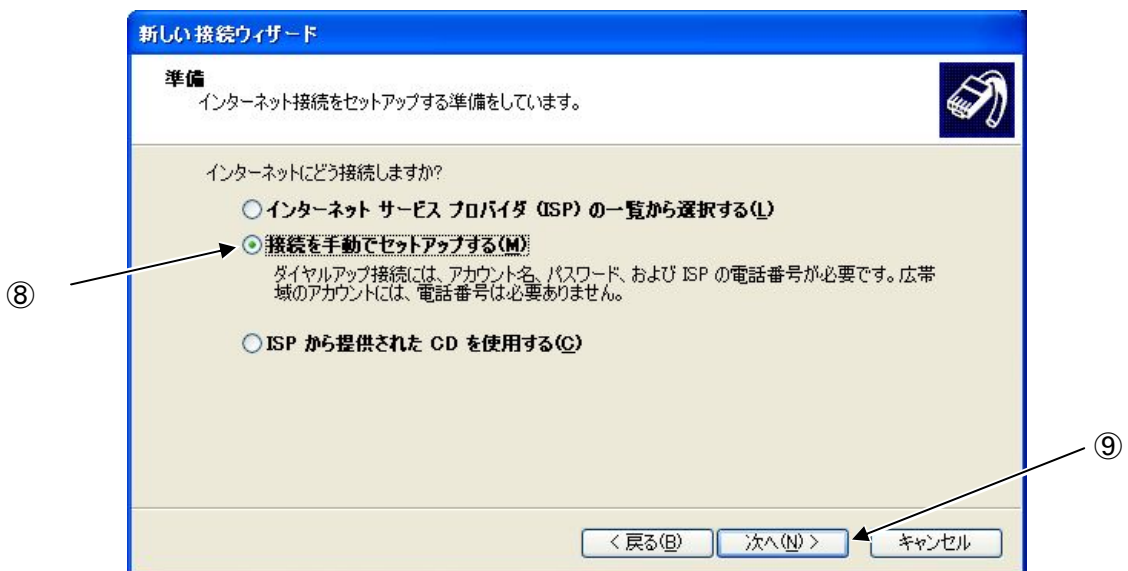 新しい接続ウィザード
準備
インターネット接続をセットアップする準備をしています。
インターネットにどう接続しますか?
インターネット サービス プロバイダ (ISP) の一覧から選択する(L)
⑧
接続を手動でセットアップする(M)
ダイヤルアップ接続には、アカウント名、パスワード、および ISP の電話番号が必要です。広帯
域のアカウントには、電話番号は必要ありません。
ISP から提供された CD を使用する(C)
⑨
< 戻る(B) 次へ(N) > キャンセル